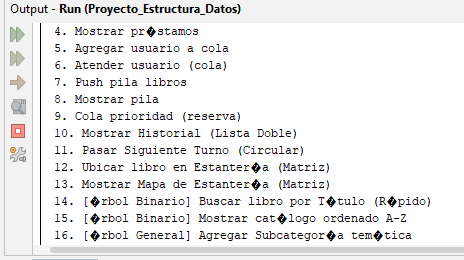 Output - Run (Proyecto_Estructura_Datos)
4. Mostrar pr�stamos
5. Agregar usuario a cola
6. Atender usuario (cola)
7. Push pila libros
8. Mostrar pila
9. Cola prioridad (reserva)
10. Mostrar Historial (Lista Doble)
11. Pasar Siguiente Turno (Circular)
12. Ubicar libro en Estanter�a (Matriz)
13. Mostrar Mapa de Estanter�a (Matriz)
14. [�rbol Binario] Buscar libro por T�tulo (R�pido)
15. [�rbol Binario] Mostrar cat�logo ordenado A-Z
16. [�rbol General] Agregar Subcategor�a tem�tica